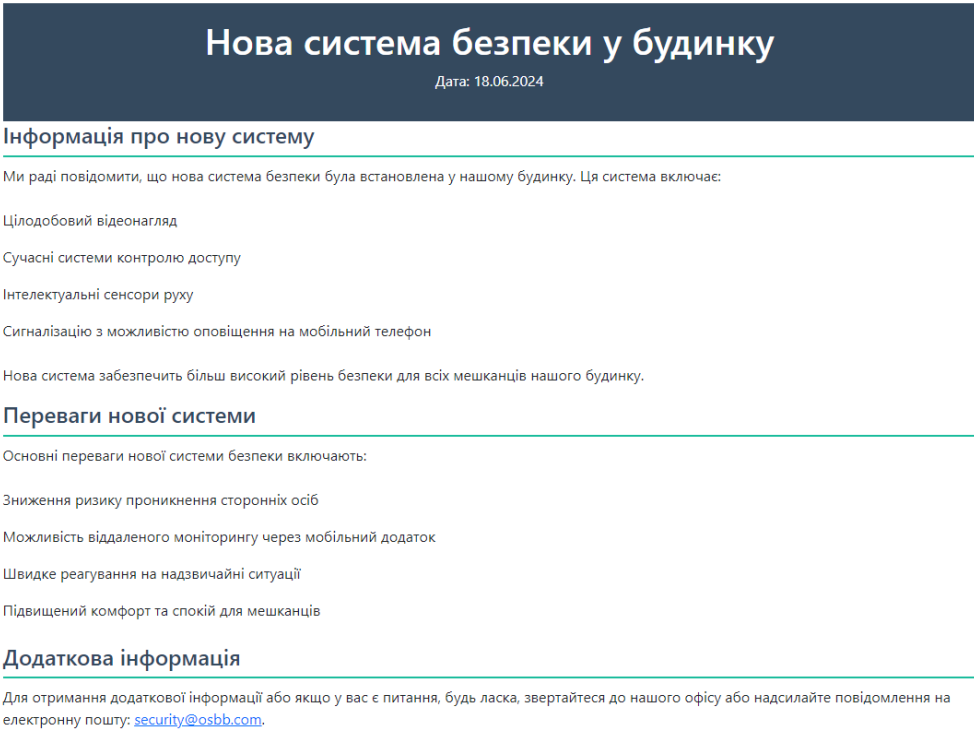 Нова система безпеки у будинку
Дата: 18.06.2024
Інформація про нову систему
Ми раді повідомити, що нова система безпеки була встановлена у нашому будинку. Ця система включає:
Цілодобовий відеонагляд
Сучасні системи контролю доступу
Інтелектуальні сенсори руху
Сигналізацію з можливістю оповіщення на мобільний телефон
Нова система забезпечить більш високий рівень безпеки для всіх мешканців нашого будинку.
Переваги нової системи
Основні переваги нової системи безпеки включають:
Зниження ризику проникнення сторонніх осіб
Можливість віддаленого моніторингу через мобільний додаток
Швидке реагування на надзвичайні ситуації
Підвищений комфорт та спокій для мешканців
Додаткова інформація
Для отримання додаткової інформації або якщо у вас є питання, будь ласка, звертайтеся до нашого офісу або надсилайте повідомлення на
електронну пошту: security@osbb.com.